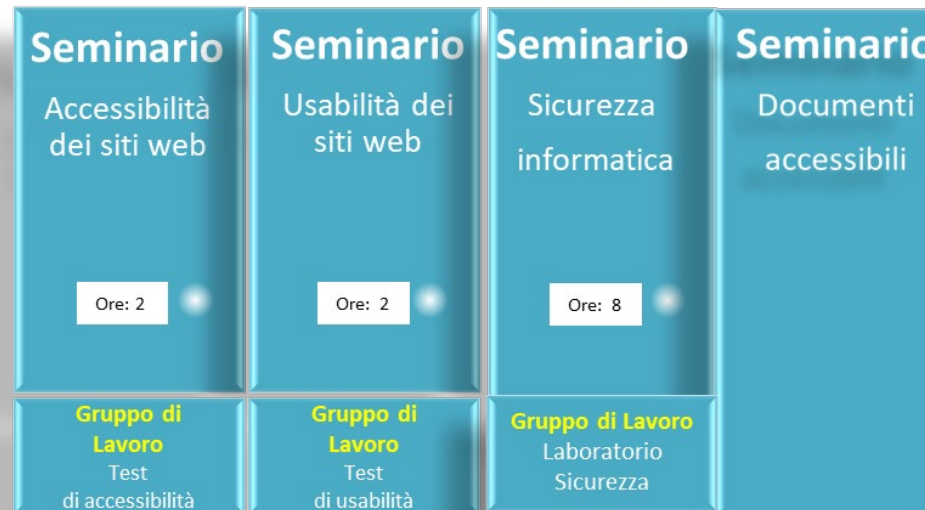 Seminario
Accessibilità
dei siti web
Ore: 2
Gruppo di
Lavoro
Test
di accessibilità
Seminario
Usabilità dei
siti web
Ore: 2
Gruppo di
Lavoro
Test
di usabilità
Seminario
Sicurezza
informatica
Ore: 8
Gruppo di Lavoro
Laboratorio
Sicurezza
Seminario
Documenti
accessibili